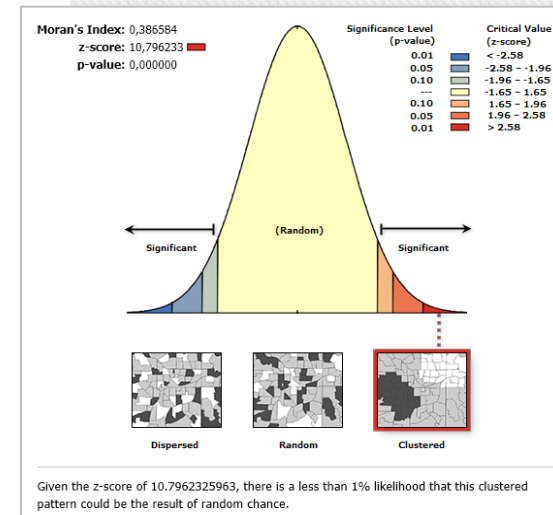 Moran's Index: 0,386584
z-score: 10,796233
p-value: 0,000000
Significance Level
(p-value)
Critical Value
(z-score)
0.01 < -2.58
0.05 -2.58 - -1.96
0.10 -1.96 - -1.65
--- -1.65 - 1.65
0.10 1.65 - 1.96
0.05 1.96 - 2.58
0.01 > 2.58
Significant
(Random)
Significant
Dispersed
Random
Clustered
Given the z-score of 10.7962325963, there is a less than 1% likelihood that this clustered
pattern could be the result of random chance.